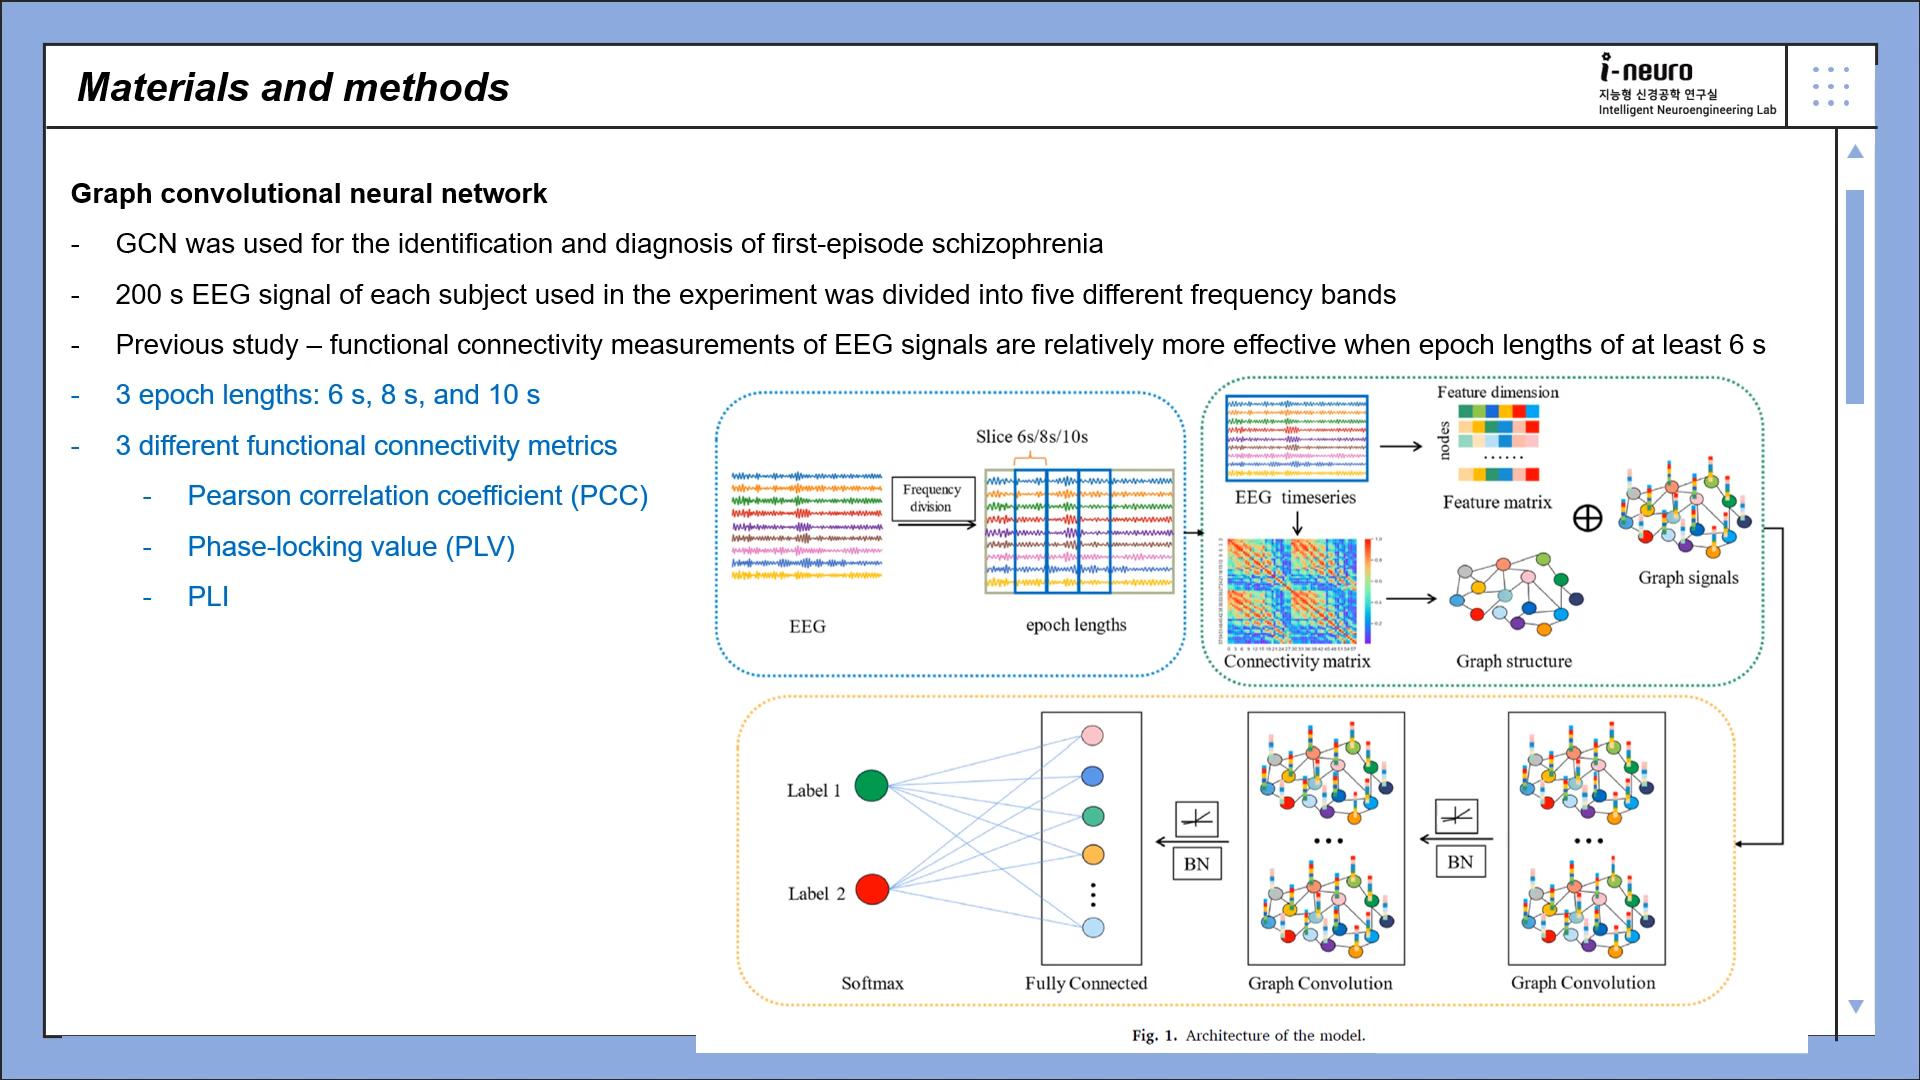 Materials and methods
i-neuro
지능형 신경공학 연구실
Intelligent Neuroengineering Lab
Graph convolutional neural network
- GCN was used for the identification and diagnosis of first-episode schizophrenia
- 200 s EEG signal of each subject used in the experiment was divided into five different frequency bands
- Previous study – functional connectivity measurements of EEG signals are relatively more effective when epoch lengths of at least 6 s
- 3 epoch lengths: 6 s, 8 s, and 10 s
- 3 different functional connectivity metrics
- Pearson correlation coefficient (PCC)
- Phase-locking value (PLV)
- PLI
Slice 6s/8s/10s
Frequency
division
EEG
epoch lengths
Feature dimension
nodes
......
EEG timeseries
Feature matrix
Graph signals
Connectivity matrix
Graph structure
Label 1
Label 2
BN
BN
Softmax
Fully Connected
Graph Convolution
Graph Convolution
Fig. 1. Architecture of the model.